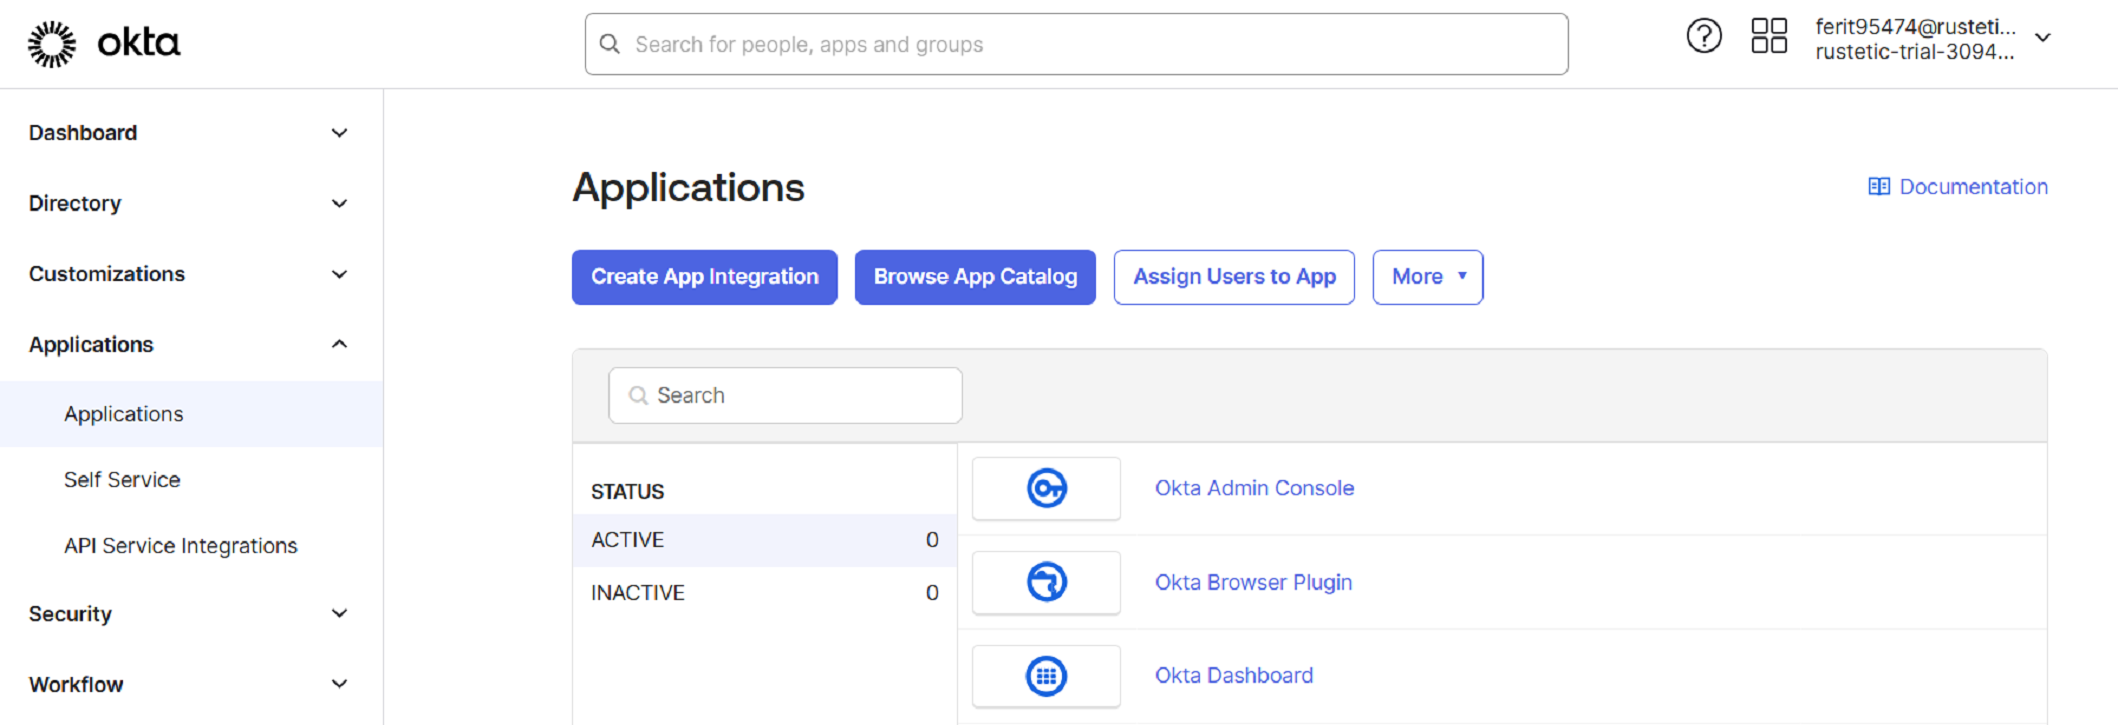 okta
Search for people, apps and groups
ferit95474@rusteti...
rustetic-trial-3094...
Dashboard
Directory
Customizations
Applications
Applications
Self Service
API Service Integrations
Security
Workflow
Applications
Documentation
Create App Integration
Browse App Catalog
Assign Users to App
More
Search
STATUS
ACTIVE 0
INACTIVE 0
Okta Admin Console
Okta Browser Plugin
Okta Dashboard